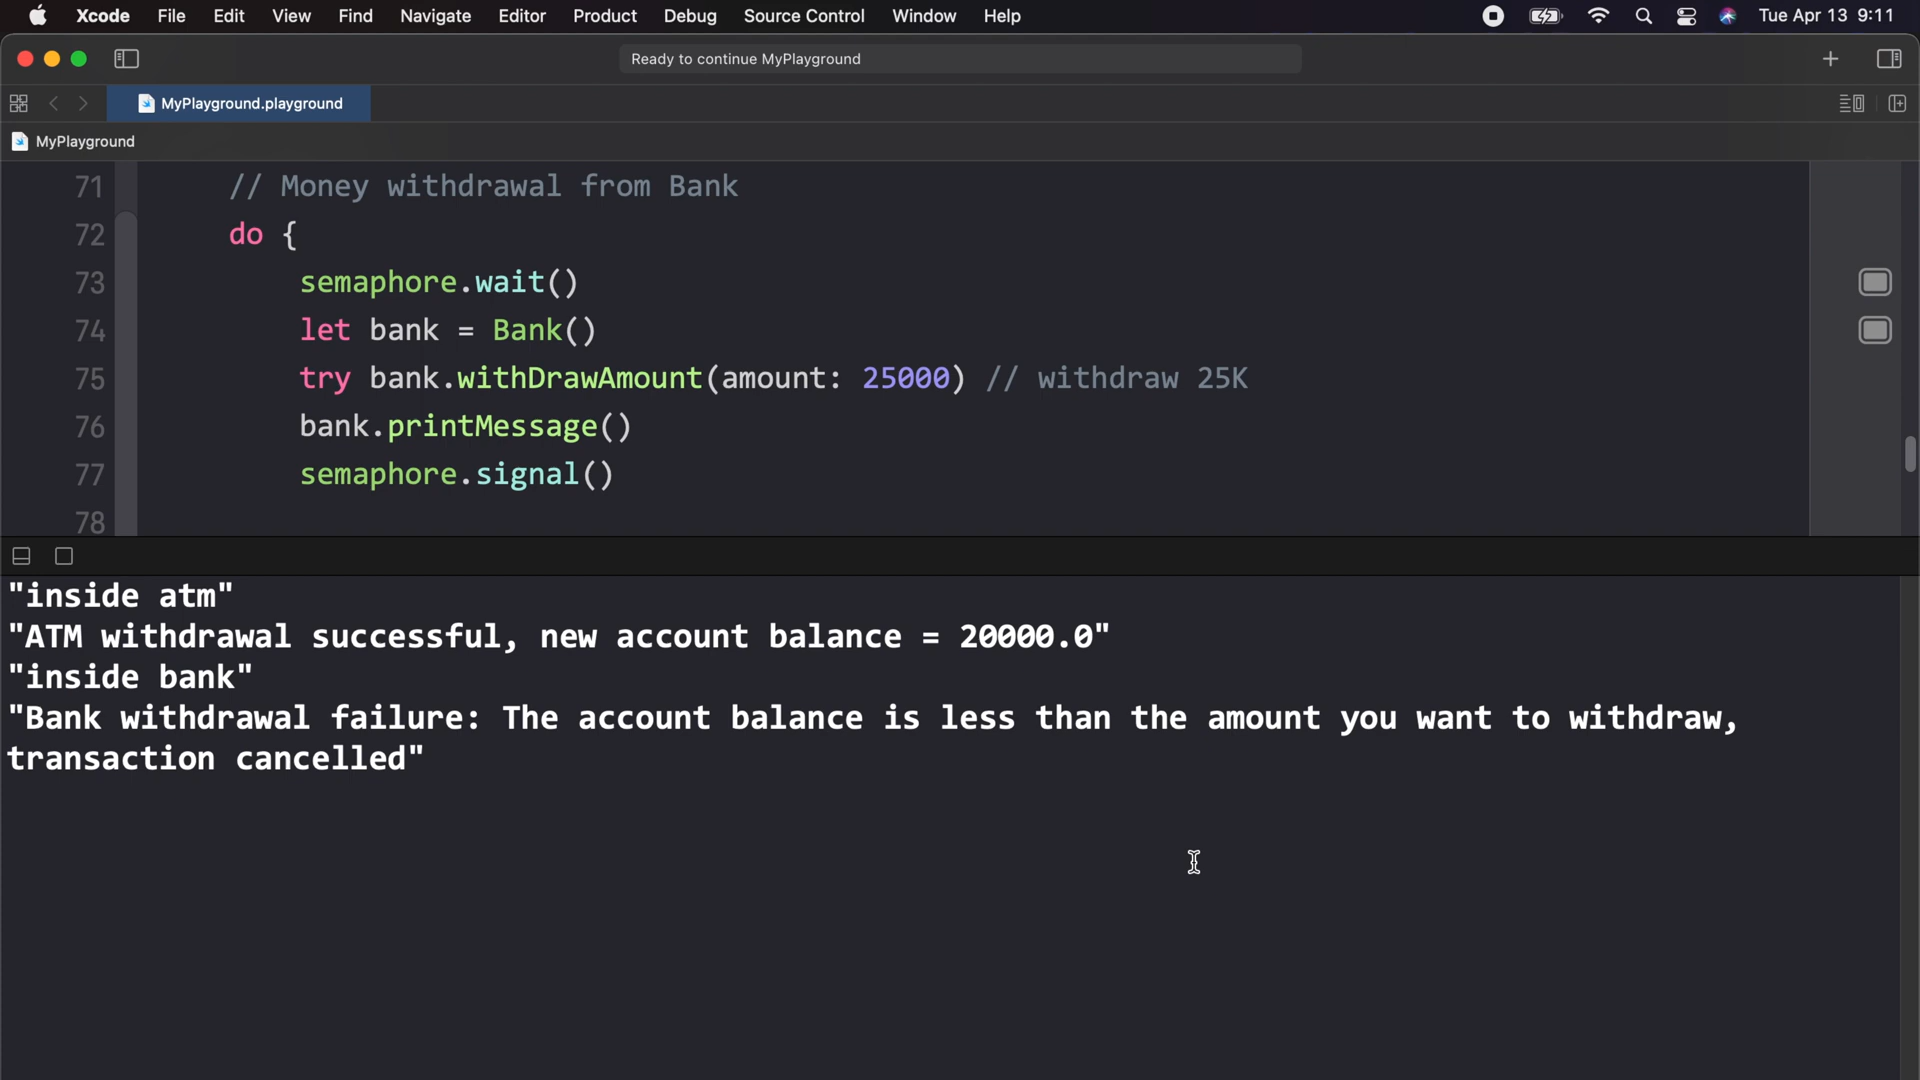 Xcode File Edit View Find Navigate Editor Product Debug Source Control Window Help Tue Apr 13 9:11
Ready to continue MyPlayground
MyPlayground.playground
MyPlayground
71 // Money withdrawal from Bank
72 do {
73 semaphore.wait()
74 let bank = Bank()
75 try bank.withDrawAmount(amount: 25000) // withdraw 25K
76 bank.printMessage()
77 semaphore.signal()
78
"inside atm"
"ATM withdrawal successful, new account balance = 20000.0"
"inside bank"
"Bank withdrawal failure: The account balance is less than the amount you want to withdraw,
transaction cancelled"